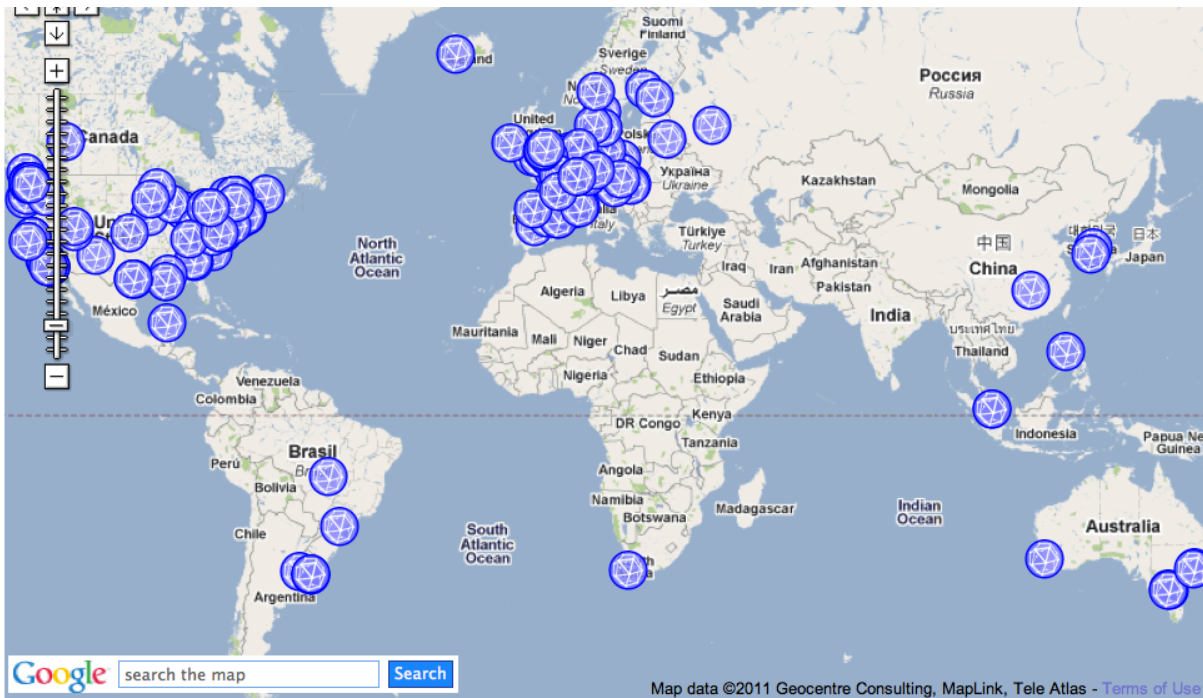 Suomi
Finland
Sverige
Sweden
Россия
Russia
Canada
United
Україна
Ukraine
Kazakhstan
Mongolia
Italy
Türkiye
Turkey
中国
China
日本
Japan
North
Atlantic
Ocean
Iraq
Iran
Afghanistan
Pakistan
México
Algeria
Libya
مصر
Egypt
Saudi
Arabia
India
ประเทศไทย
Thailand
Mauritania
Mali
Niger
Chad
Sudan
Nigeria
Ethiopia
Venezuela
Colombia
DR Congo
Kenya
Tanzania
Indonesia
Papua New
Guinea
Brasil
Perú
Bolivia
Angola
Namibia
Botswana
Madagascar
Indian
Ocean
Chile
South
Atlantic
Ocean
Australia
Argentina
Google
search the map
Search
Map data ©2011 Geocentre Consulting, MapLink, Tele Atlas - Terms of Use